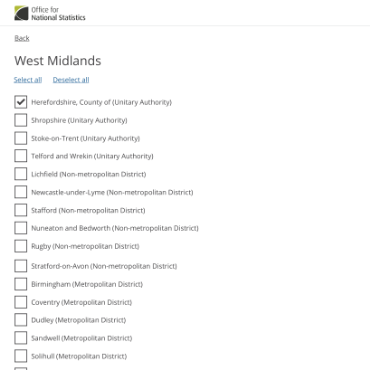 Office for
National Statistics
Back
West Midlands
Select all Deselect all
Herefordshire, County of (Unitary Authority)
Shropshire (Unitary Authority)
Stoke-on-Trent (Unitary Authority)
Telford and Wrekin (Unitary Authority)
Lichfield (Non-metropolitan District)
Newcastle-under-Lyme (Non-metropolitan District)
Stafford (Non-metropolitan District)
Nuneaton and Bedworth (Non-metropolitan District)
Rugby (Non-metropolitan District)
Stratford-on-Avon (Non-metropolitan District)
Birmingham (Metropolitan District)
Coventry (Metropolitan District)
Dudley (Metropolitan District)
Sandwell (Metropolitan District)
Solihull (Metropolitan District)